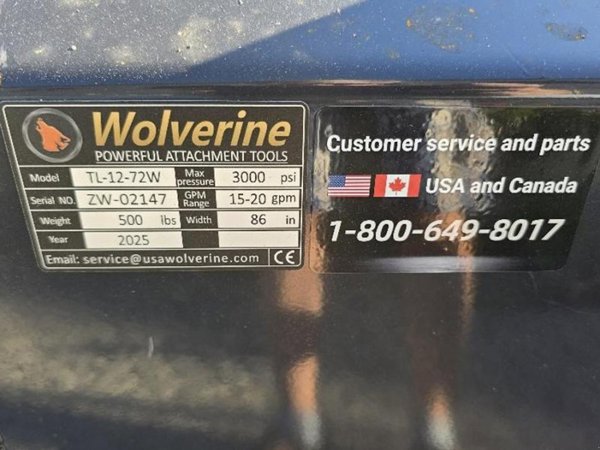 Wolverine
POWERFUL ATTACHMENT TOOLS
Model TL-12-72W Max pressure 3000 psi
Serial NO. ZW-02147 GPM Range 15-20 gpm
Weight 500 lbs Width 86 in
Year 2025
Email: service@usawolverine.com CE
Customer service and parts
USA and Canada
1-800-649-8017